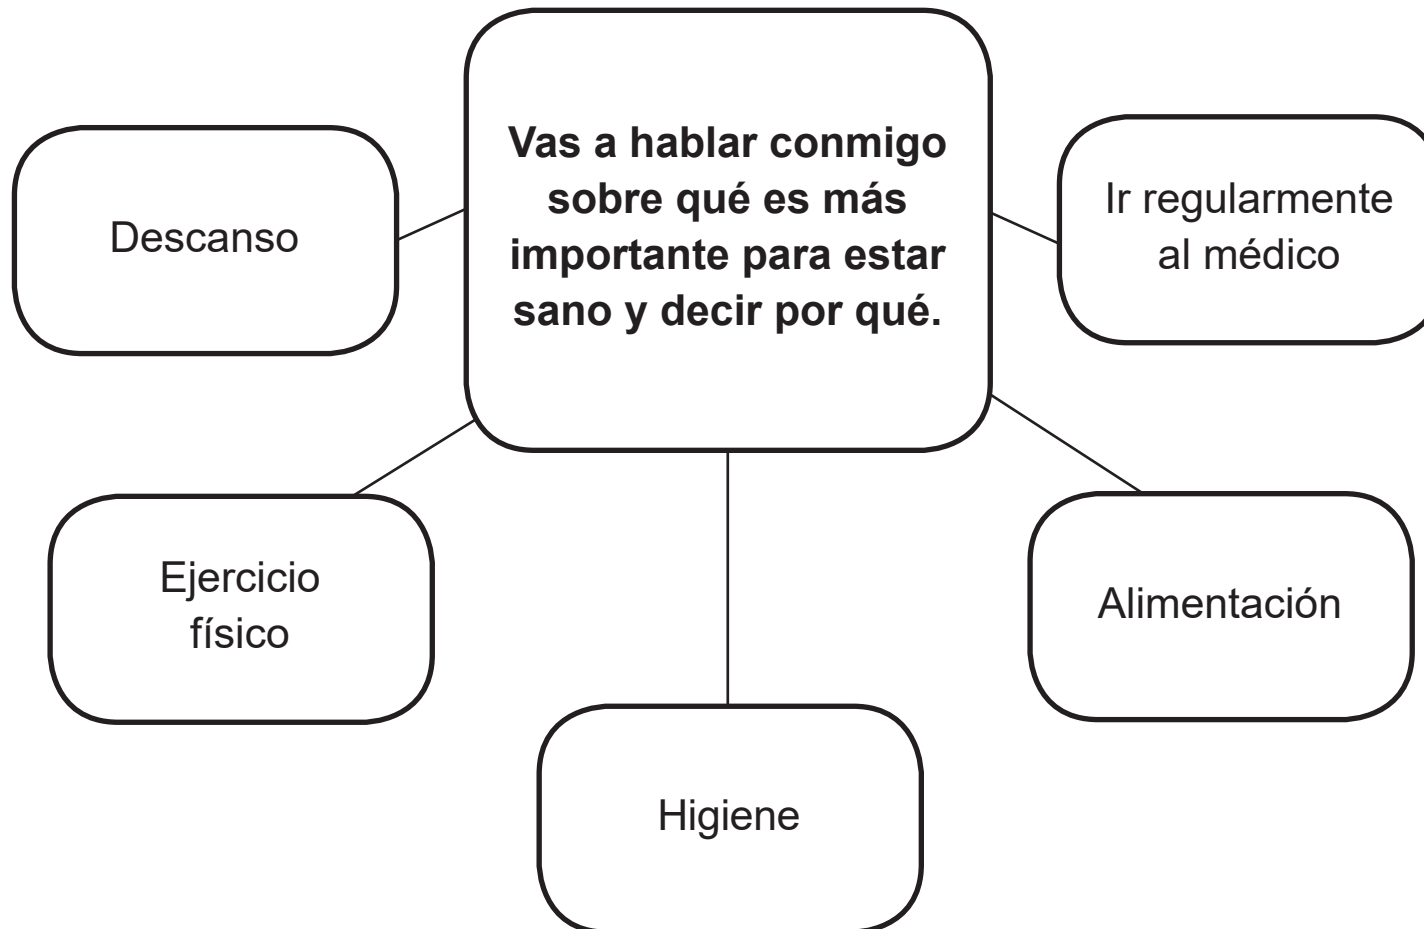 Vas a hablar conmigo
sobre qué es más
importante para estar
sano y decir por qué.
Descanso
Ir regularmente
al médico
Ejercicio
físico
Alimentación
Higiene